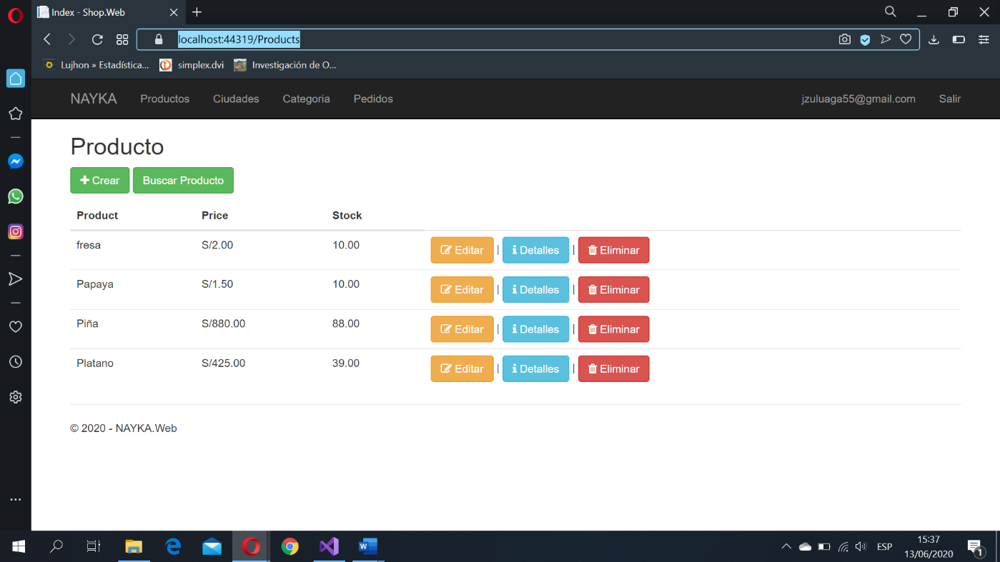 Index - Shop.Web
localhost:44319/Products
Lujhon » Estadística... simplex.dvi Investigación de O...
NAYKA Productos Ciudades Categoria Pedidos jzuluaga55@gmail.com Salir
Producto
Crear Buscar Producto
Product Price Stock
fresa S/2.00 10.00 Editar | Detalles | Eliminar
Papaya S/1.50 10.00 Editar | Detalles | Eliminar
Piña S/880.00 88.00 Editar | Detalles | Eliminar
Platano S/425.00 39.00 Editar | Detalles | Eliminar
© 2020 - NAYKA.Web
ESP 15:37
13/06/2020 1